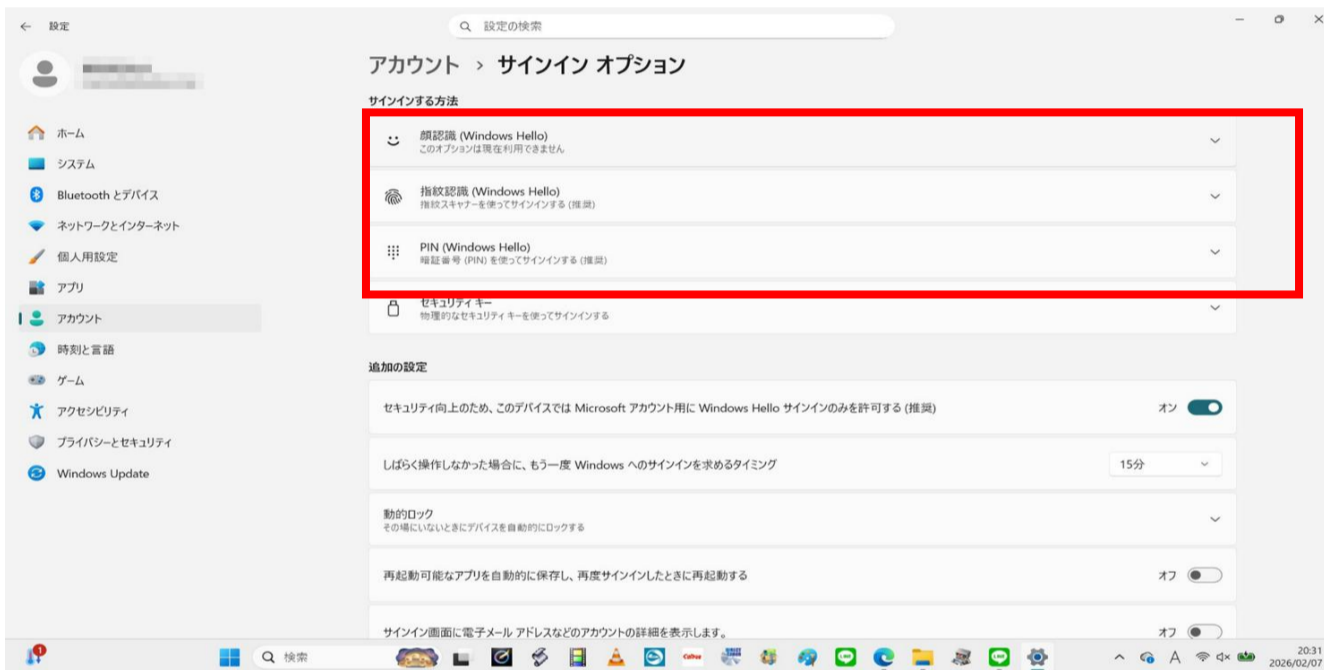 設定
設定の検索
アカウント › サインイン オプション
サインインする方法
顔認識 (Windows Hello)
このオプションは現在利用できません
指紋認識 (Windows Hello)
指紋スキャナーを使ってサインインする (推奨)
PIN (Windows Hello)
暗証番号 (PIN) を使ってサインインする (推奨)
セキュリティ キー
物理的なセキュリティ キーを使ってサインインする
ホーム
システム
Bluetooth とデバイス
ネットワークとインターネット
個人用設定
アプリ
アカウント
時刻と言語
ゲーム
アクセシビリティ
プライバシーとセキュリティ
Windows Update
追加の設定
セキュリティ向上のため、このデバイスでは Microsoft アカウント用に Windows Hello サインインのみを許可する (推奨)
オン
しばらく操作しなかった場合に、もう一度 Windows へのサインインを求めるタイミング
15分
動的ロック
その場にいないときにデバイスを自動的にロックする
再起動可能なアプリを自動的に保存し、再度サインインしたときに再起動する
オフ
サインイン画面に電子メール アドレスなどのアカウントの詳細を表示します。
オフ
検索
A
20:31
2026/02/07